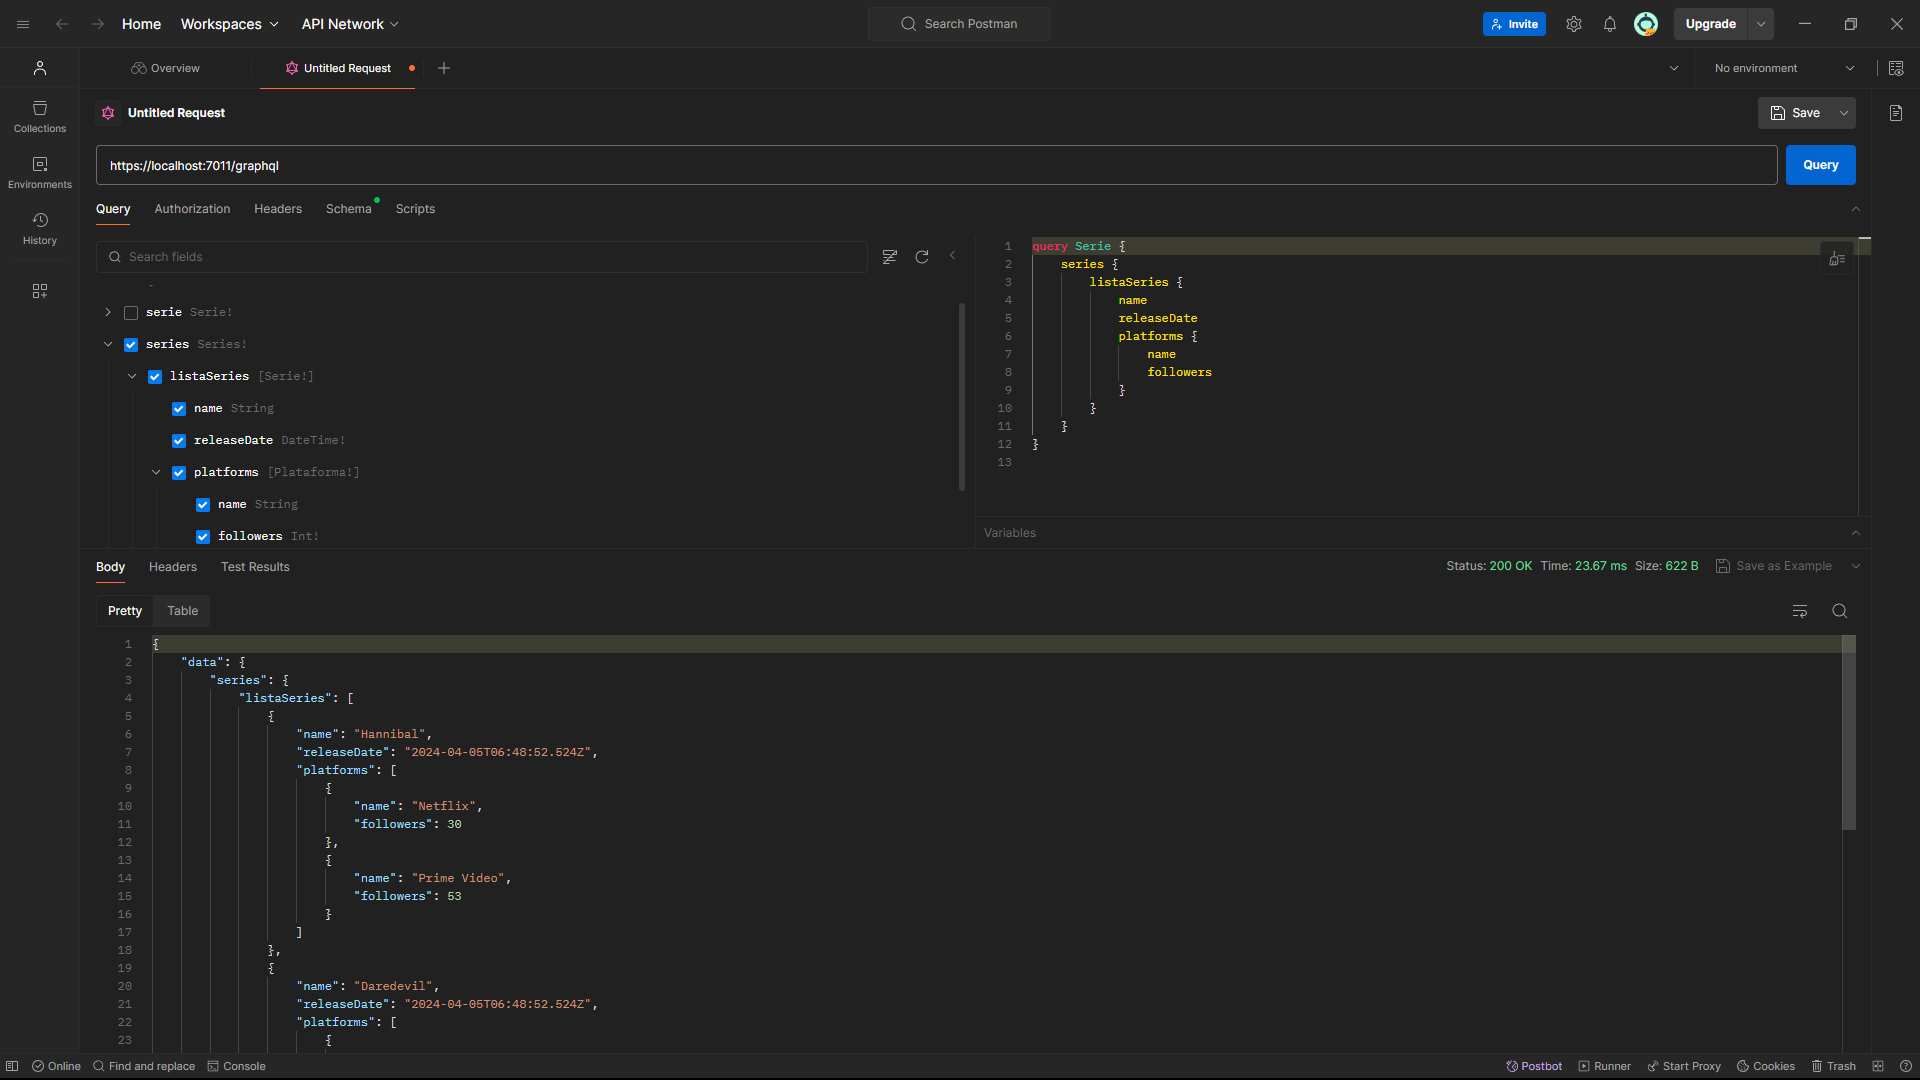 Home Workspaces API Network Search Postman Invite Upgrade
Overview Untitled Request No environment
Untitled Request Save
Collections
Environments
History
https://localhost:7011/graphql Query
Query Authorization Headers Schema Scripts
Search fields
serie Serie!
series Series!
listaSeries [Serie!]
name String
releaseDate DateTime!
platforms [Plataforma!]
name String
followers Int!
1 query Serie {
2 series {
3 listaSeries {
4 name
5 releaseDate
6 platforms {
7 name
8 followers
9 }
10 }
11 }
12 }
13
Variables
Body Headers Test Results Status: 200 OK Time: 23.67 ms Size: 622 B Save as Example
Pretty Table
1 {
2 "data": {
3 "series": {
4 "listaSeries": [
5 {
6 "name": "Hannibal",
7 "releaseDate": "2024-04-05T06:48:52.524Z",
8 "platforms": [
9 {
10 "name": "Netflix",
11 "followers": 30
12 },
13 {
14 "name": "Prime Video",
15 "followers": 53
16 }
17 ]
18 },
19 {
20 "name": "Daredevil",
21 "releaseDate": "2024-04-05T06:48:52.524Z",
22 "platforms": [
23 {
Online Find and replace Console Postbot Runner Start Proxy Cookies Trash